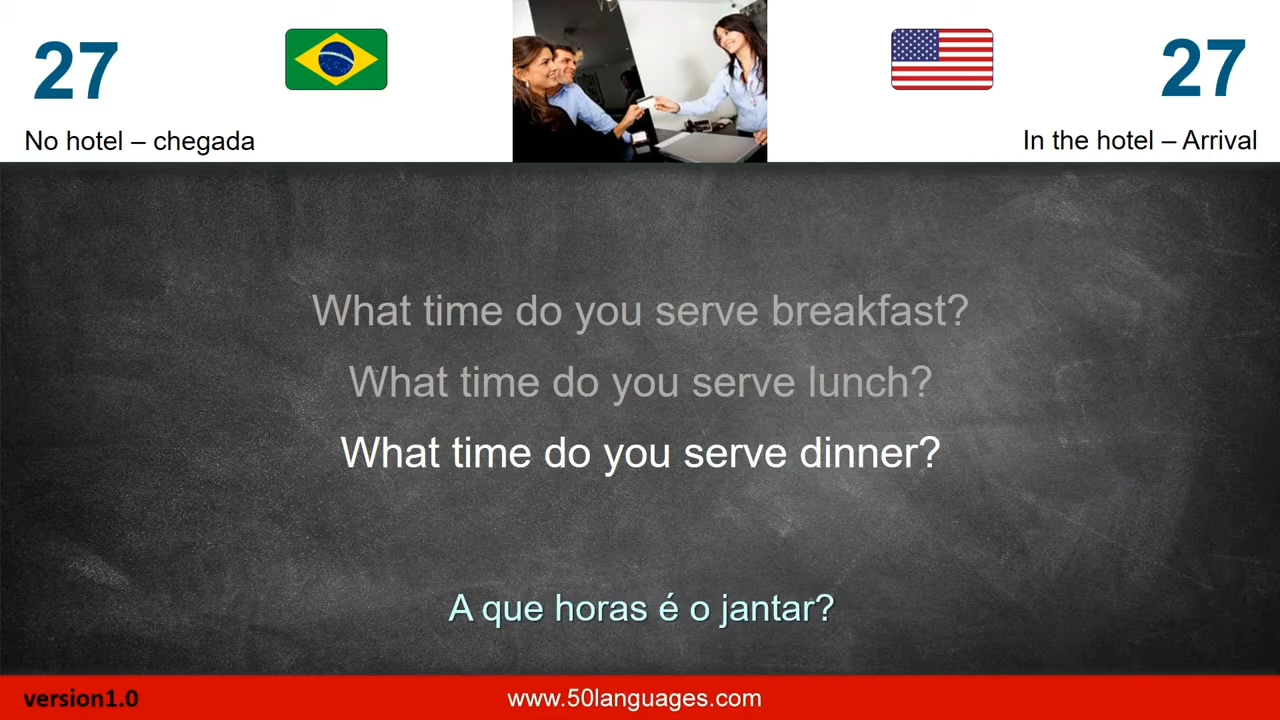 27
27
No hotel – chegada
In the hotel – Arrival
What time do you serve breakfast?
What time do you serve lunch?
What time do you serve dinner?
A que horas é o jantar?
version1.0
www.50languages.com